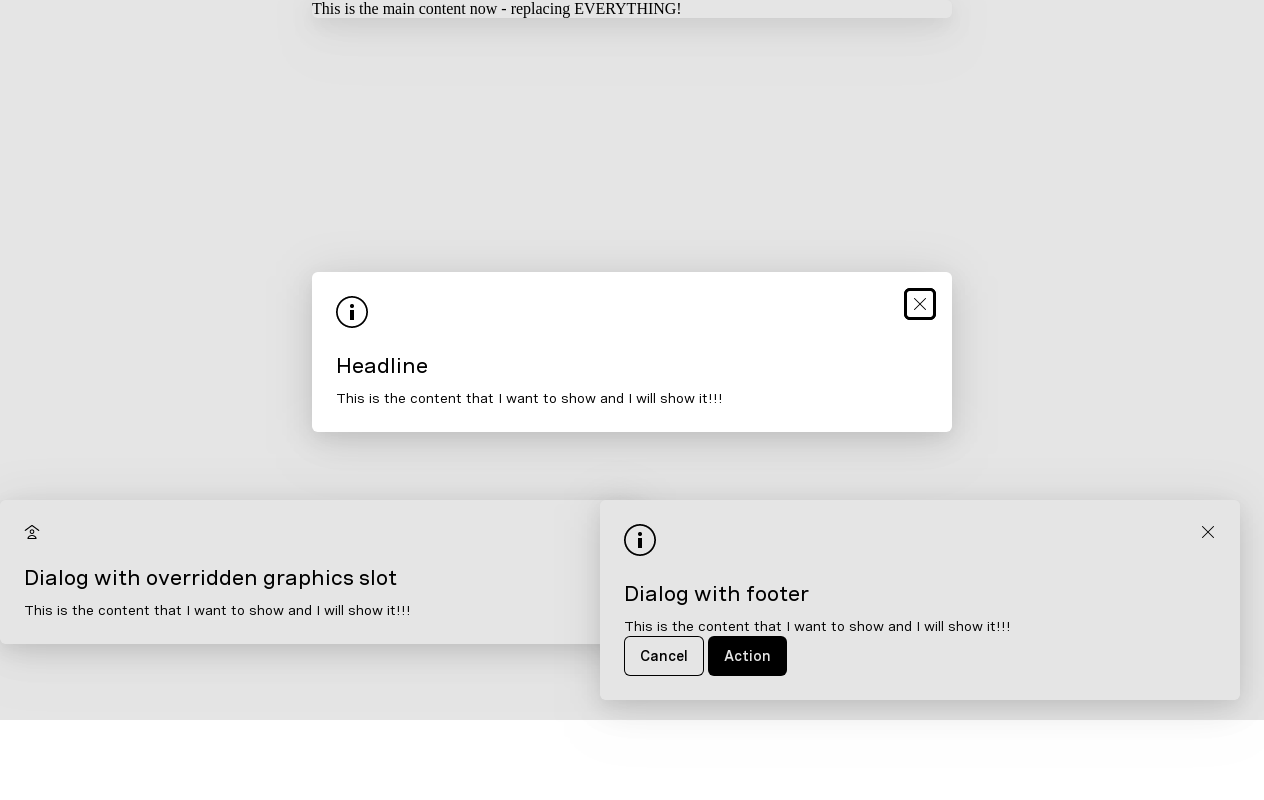 This is the main content now - replacing EVERYTHING!
Headline
This is the content that I want to show and I will show it!!!
Dialog with overridden graphics slot
This is the content that I want to show and I will show it!!!
Dialog with footer
This is the content that I want to show and I will show it!!!
Cancel Action